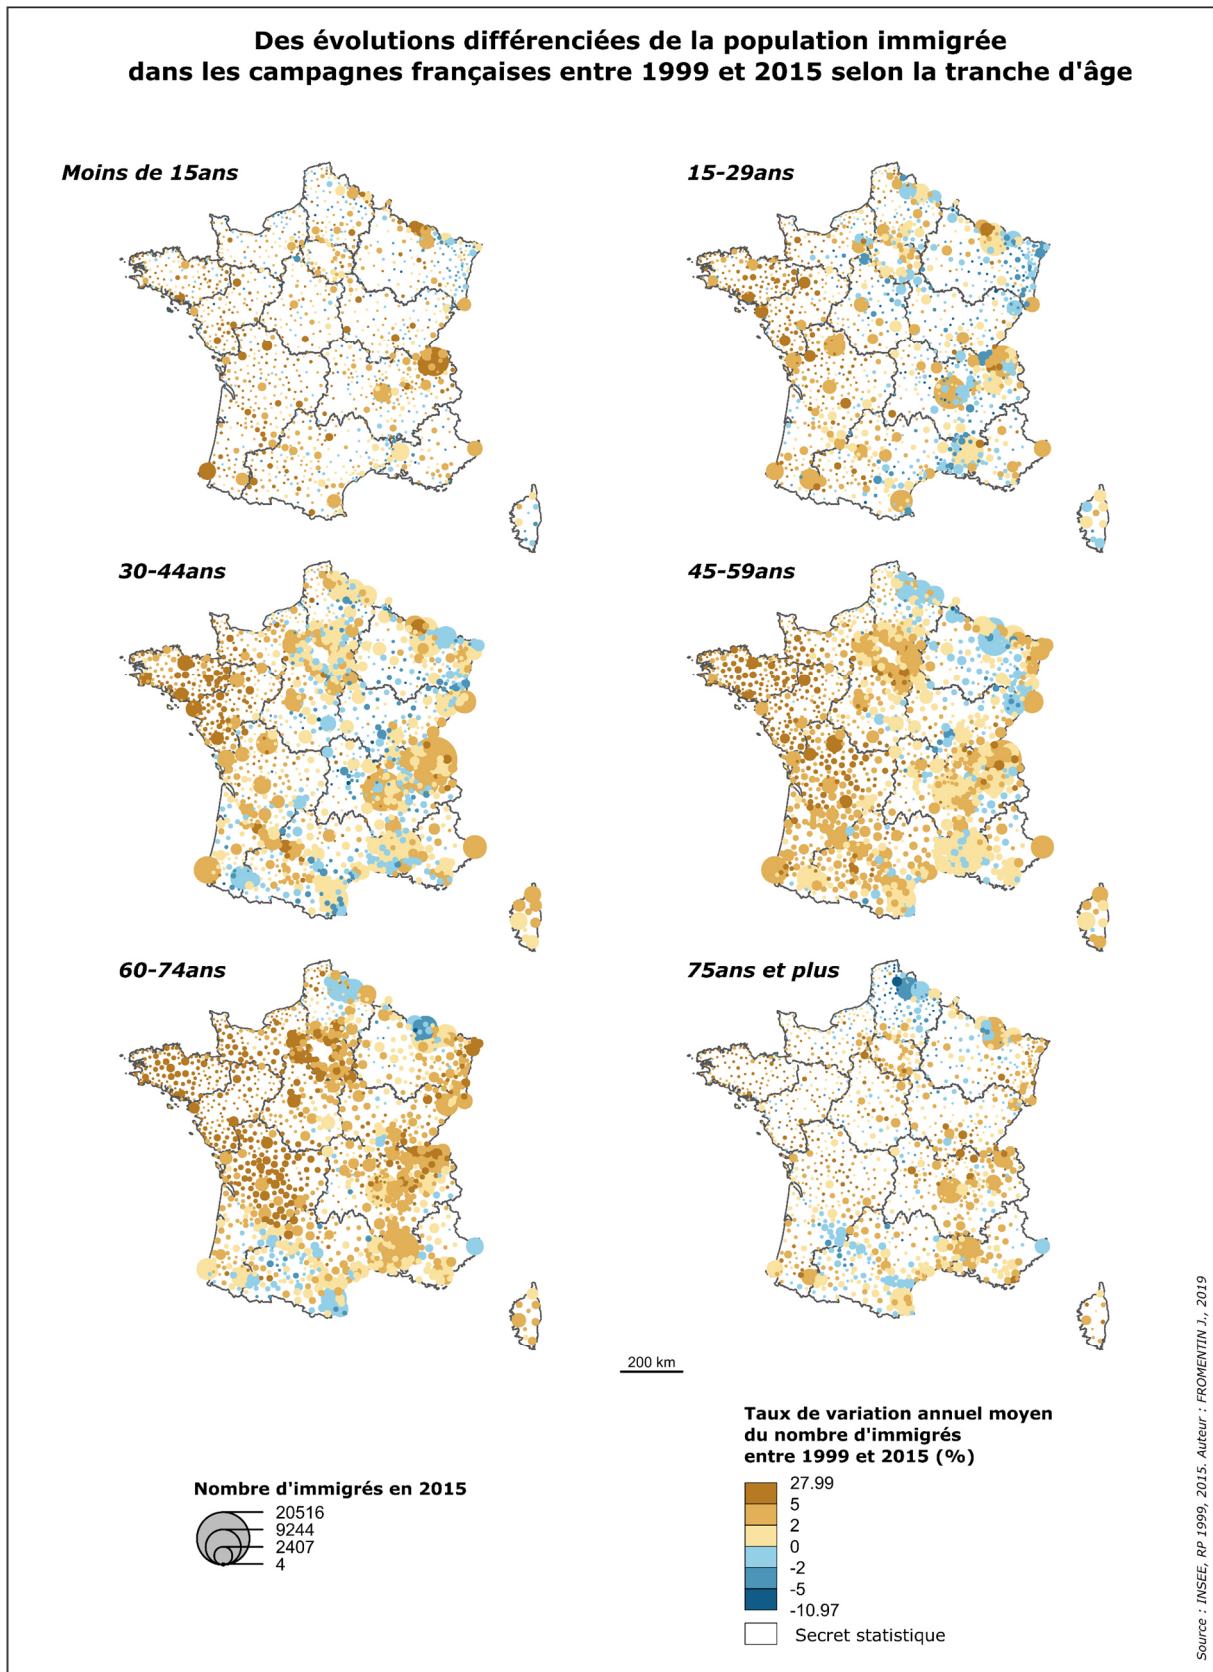 Des évolutions différenciées de la population immigrée
dans les campagnes françaises entre 1999 et 2015 selon la tranche d'âge
Moins de 15ans
15-29ans
30-44ans
45-59ans
60-74ans
75ans et plus
200 km
Nombre d'immigrés en 2015
20516
9244
2407
4
Taux de variation annuel moyen
du nombre d'immigrés
entre 1999 et 2015 (%)
27.99
5
2
0
-2
-5
-10.97
Secret statistique
Source : INSEE, RP 1999, 2015. Auteur : FROMENTIN J., 2019